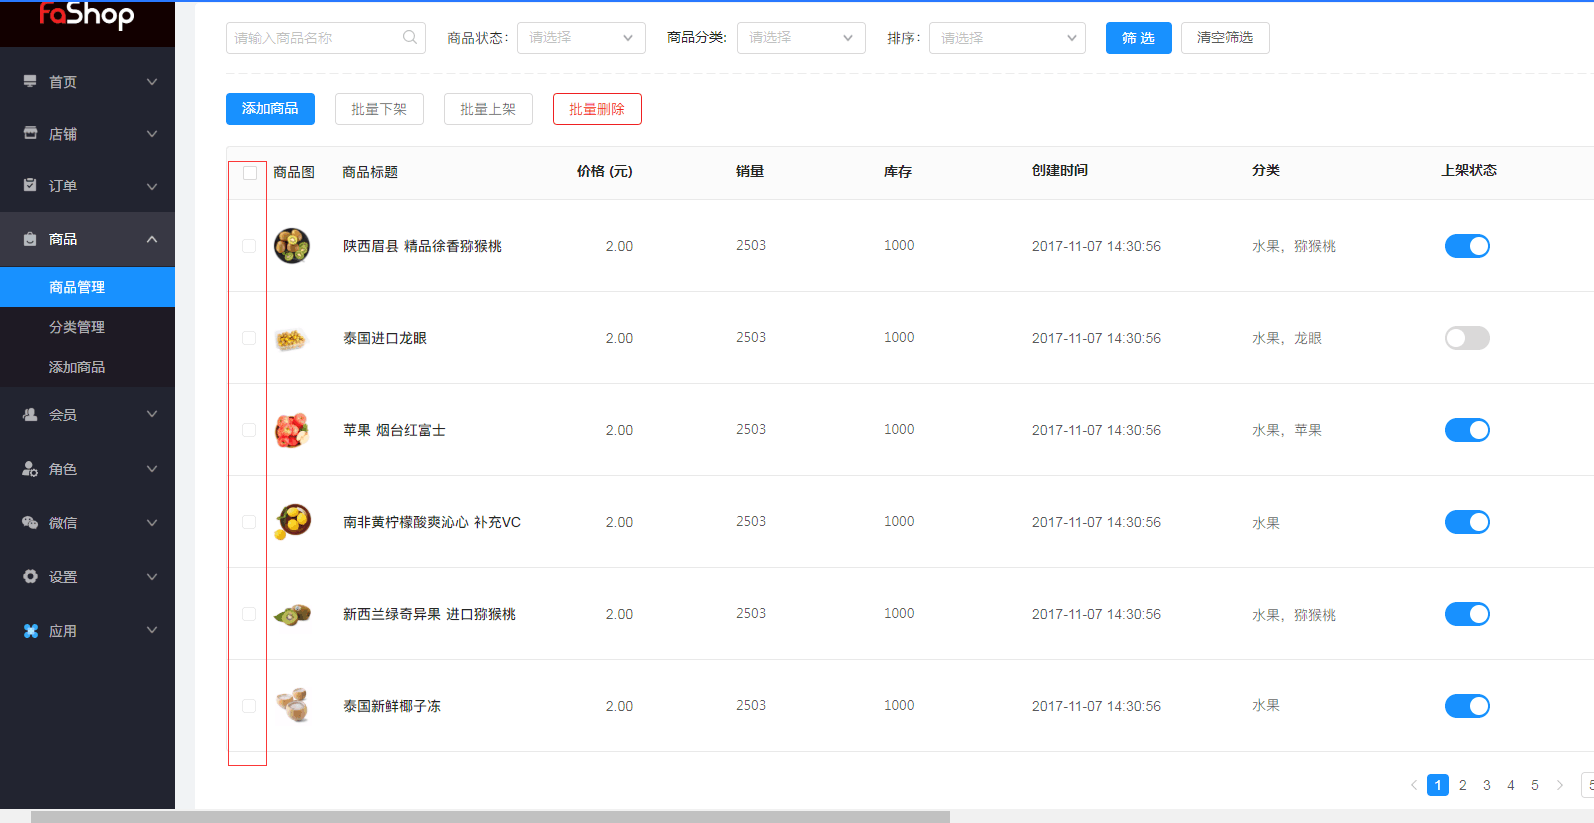 faShop
首页
店铺
订单
商品
商品管理
分类管理
添加商品
会员
角色
微信
设置
应用
请输入商品名称 商品状态: 请选择 商品分类: 请选择 排序: 请选择 筛 选 清空筛选
添加商品 批量下架 批量上架 批量删除
商品图 商品标题 价格 (元) 销量 库存 创建时间 分类 上架状态
陕西眉县 精品徐香猕猴桃 2.00 2503 1000 2017-11-07 14:30:56 水果，猕猴桃
泰国进口龙眼 2.00 2503 1000 2017-11-07 14:30:56 水果，龙眼
苹果 烟台红富士 2.00 2503 1000 2017-11-07 14:30:56 水果，苹果
南非黄柠檬酸爽沁心 补充VC 2.00 2503 1000 2017-11-07 14:30:56 水果
新西兰绿奇异果 进口猕猴桃 2.00 2503 1000 2017-11-07 14:30:56 水果，猕猴桃
泰国新鲜椰子冻 2.00 2503 1000 2017-11-07 14:30:56 水果
1 2 3 4 5